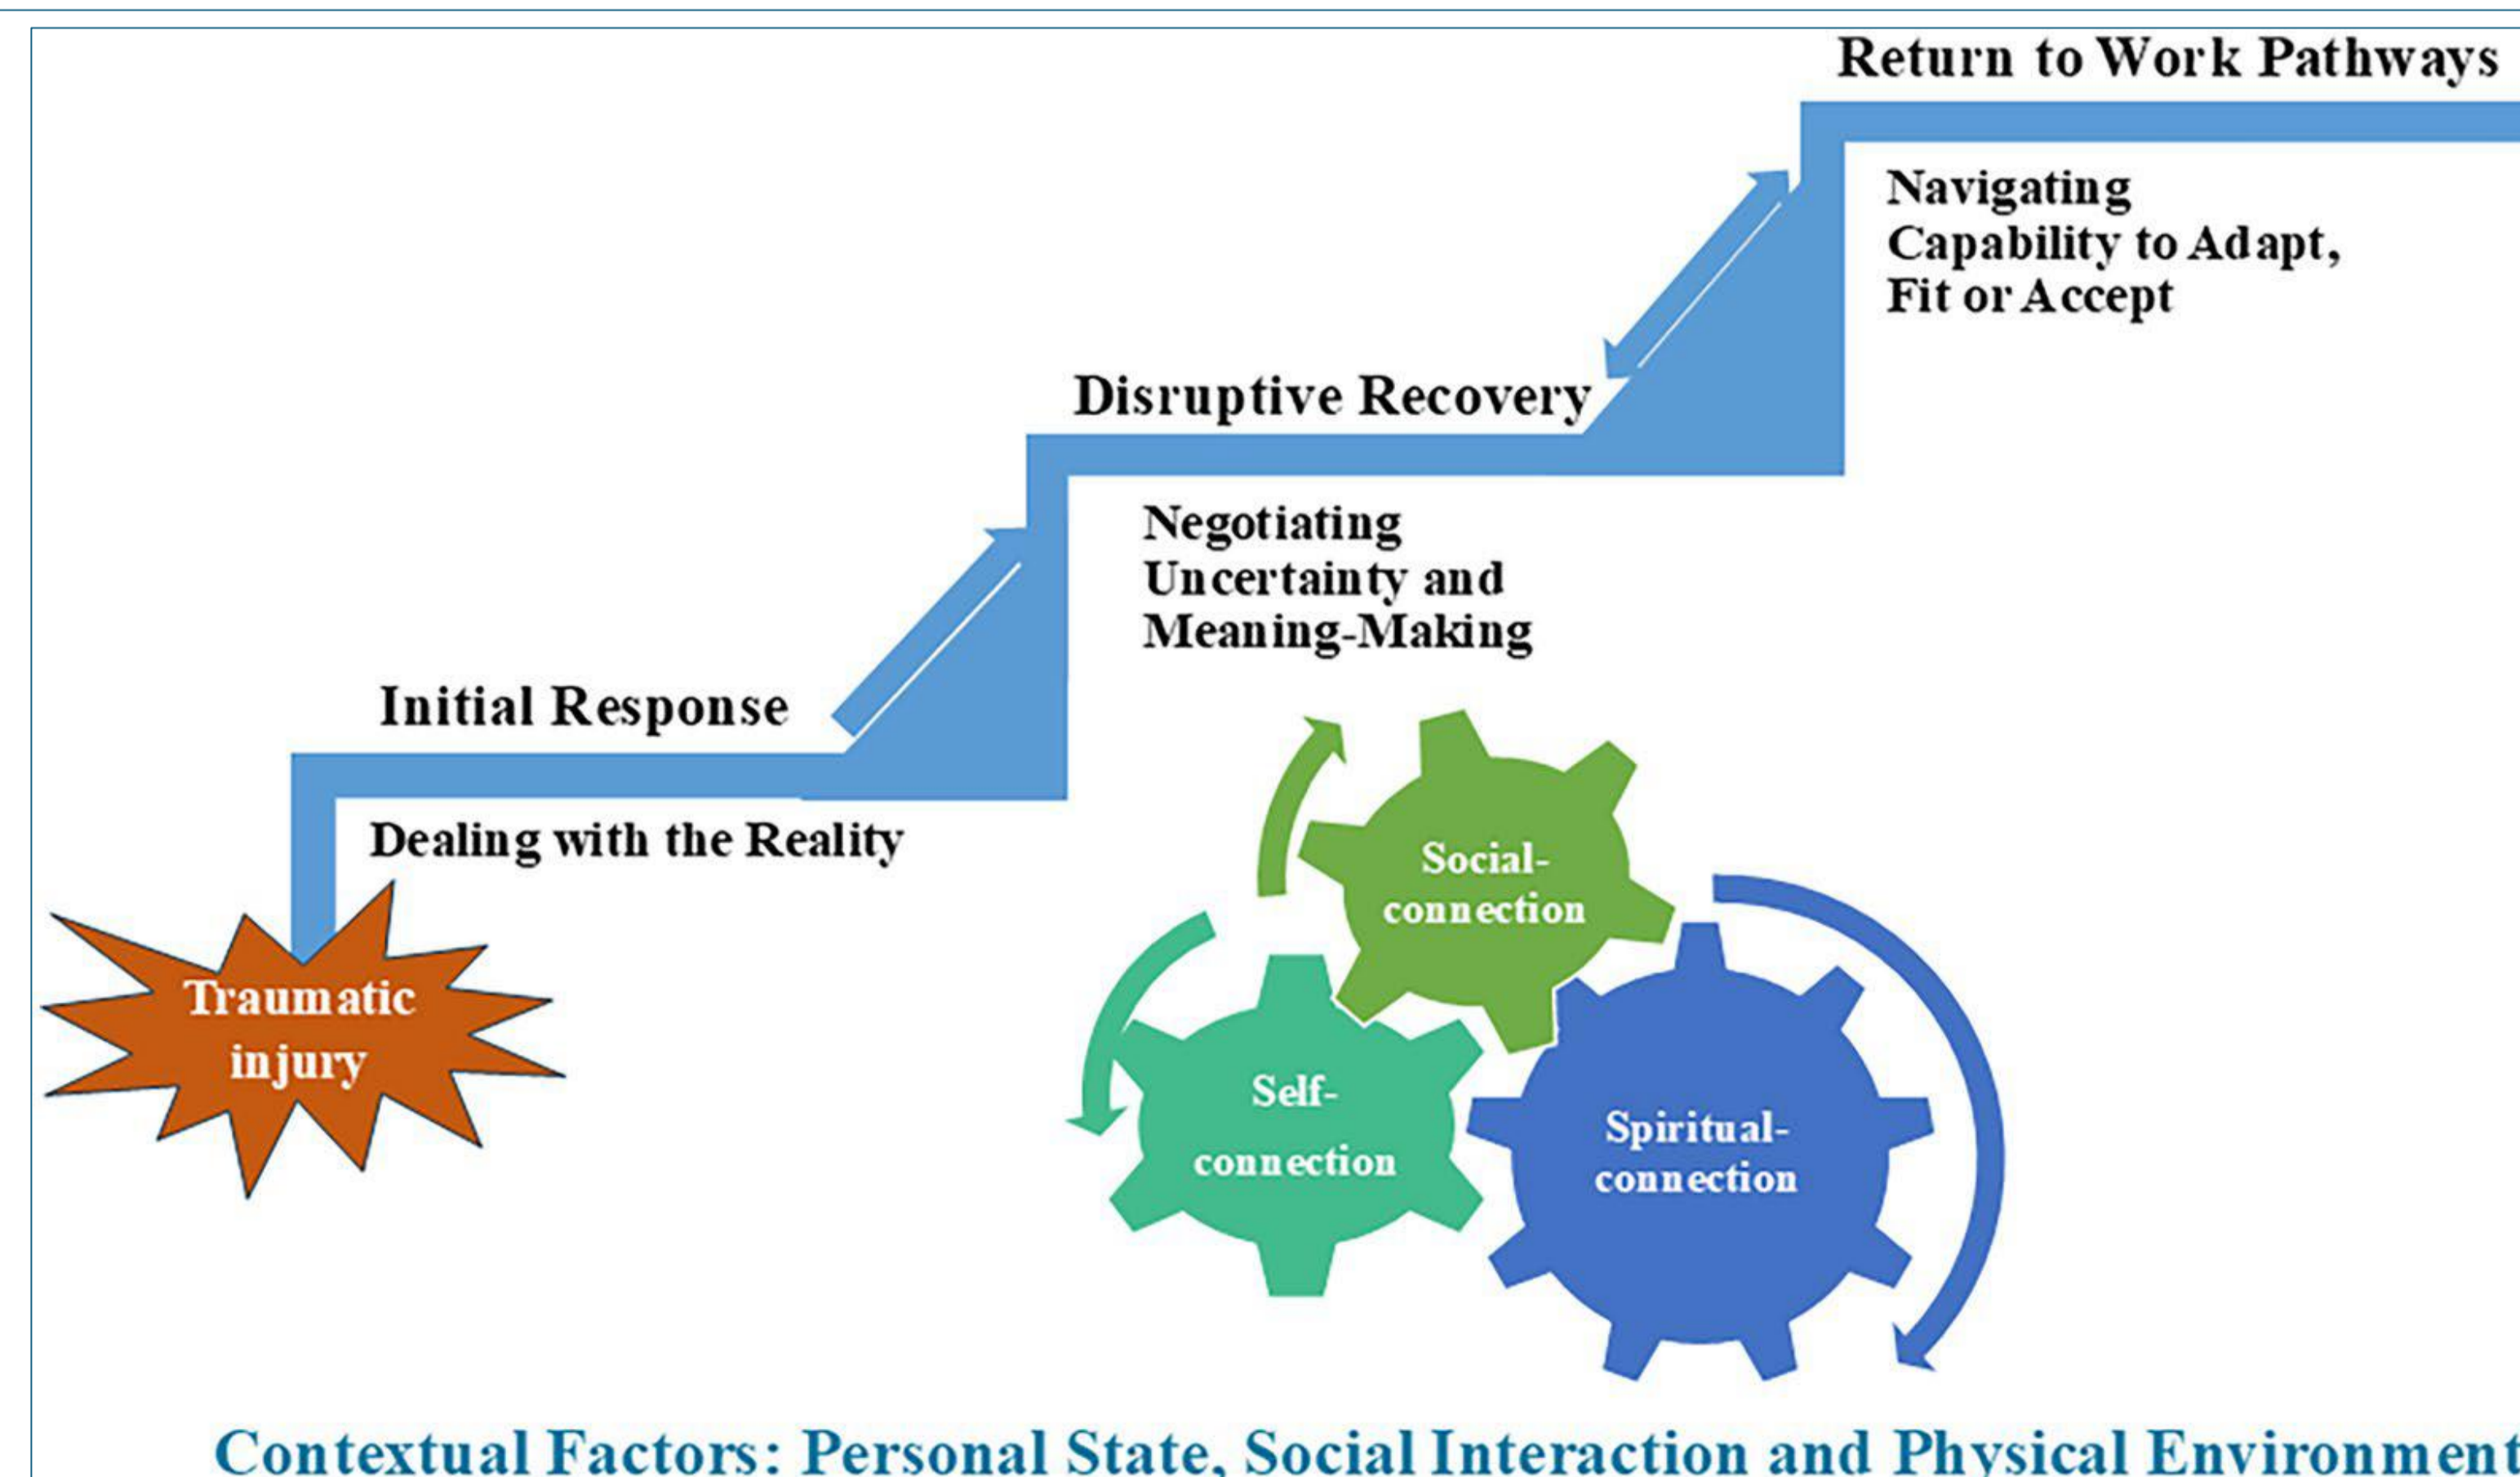 Return to Work Pathways
Navigating
Capability to Adapt,
Fit or Accept
Disruptive Recovery
Negotiating
Uncertainty and
Meaning-Making
Initial Response
Dealing with the Reality
Traumatic
injury
Social-
connection
Self-
connection
Spiritual-
connection
Contextual Factors: Personal State, Social Interaction and Physical Environment